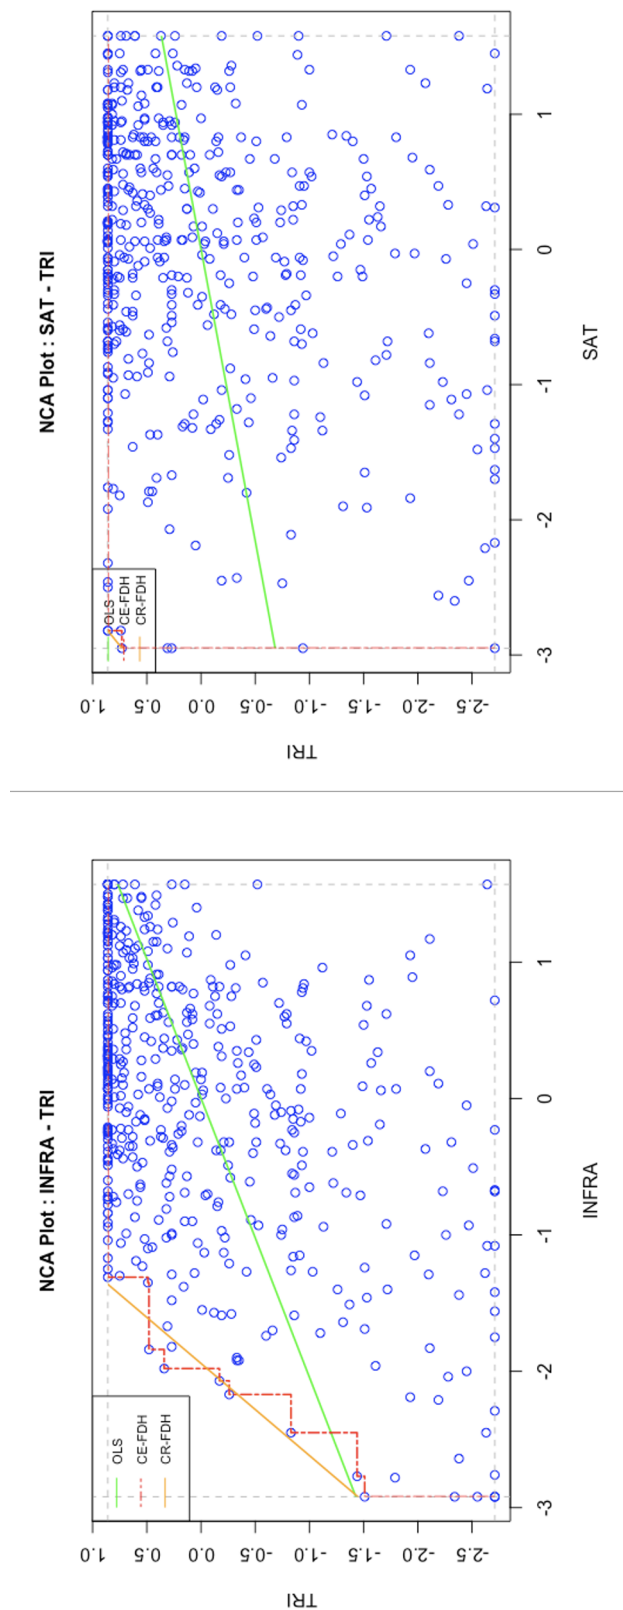 NCA Plot : SAT - TRI
OLS
CE-FDH
CR-FDH
1.0
0.5
0.0
-0.5
-1.0
-1.5
-2.0
-2.5
TRI
1
0
-1
-2
-3
SAT
NCA Plot : INFRA - TRI
OLS
CE-FDH
CR-FDH
1.0
0.5
0.0
-0.5
-1.0
-1.5
-2.0
-2.5
TRI
1
0
-1
-2
-3
INFRA